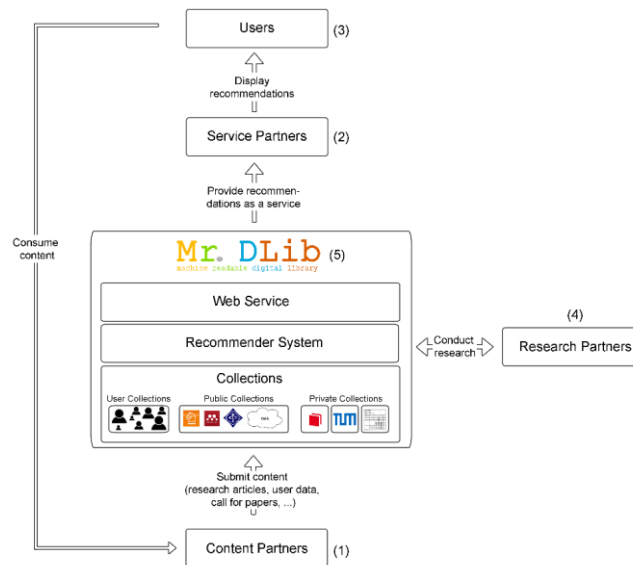 Users
(3)
Display
recommendations
Service Partners
(2)
Provide recommen-
dations as a service
Consume
content
Mr. DLib
(5)
machine readable digital library
Web Service
(4)
Recommender System
Conduct
research
Research Partners
Collections
User Collections
Public Collections
Private Collections
TUM
Submit content
(research articles, user data,
call for papers, ...)
Content Partners
(1)